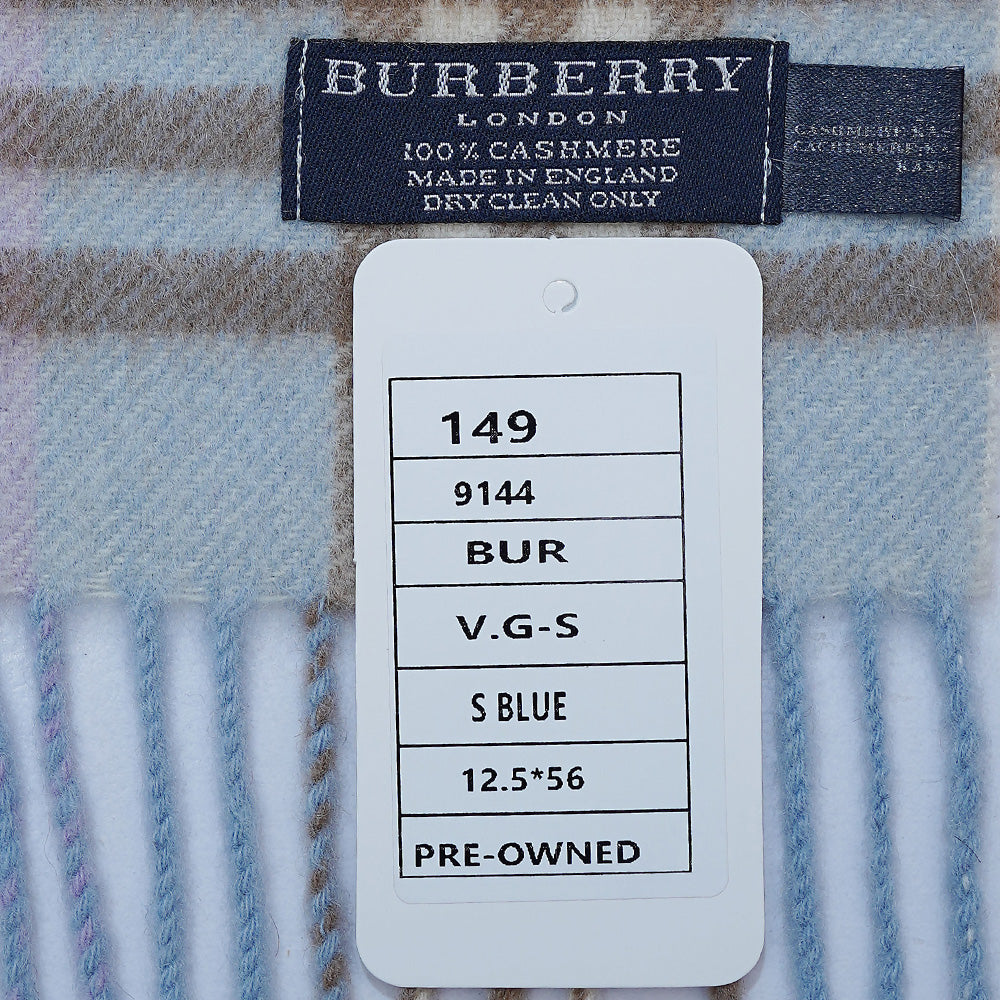 BURBERRY
LONDON
100% CASHMERE
MADE IN ENGLAND
DRY CLEAN ONLY
149
9144
BUR
V.G-S
S BLUE
12.5*56
PRE-OWNED